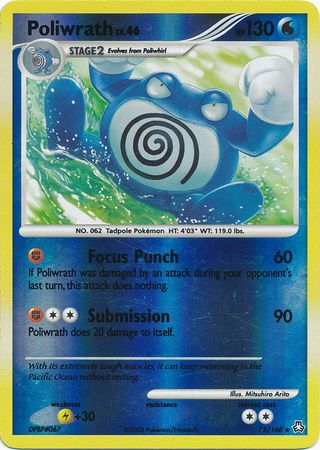 Poliwrath LV.46 HP 130
STAGE2 Evolves from Poliwhirl
NO. 062 Tadpole Pokémon HT: 4'03" WT: 119.0 lbs.
Focus Punch 60
If Poliwrath was damaged by an attack during your opponent's
last turn, this attack does nothing.
Submission 90
Poliwrath does 20 damage to itself.
With its extremely tough muscles, it can keep swimming in the
Pacific Ocean without resting.
Illus. Mitsuhiro Arita
weakness resistance retreat cost
+30
DPBP#067 ©2008 Pokémon/Nintendo 73/146 ★